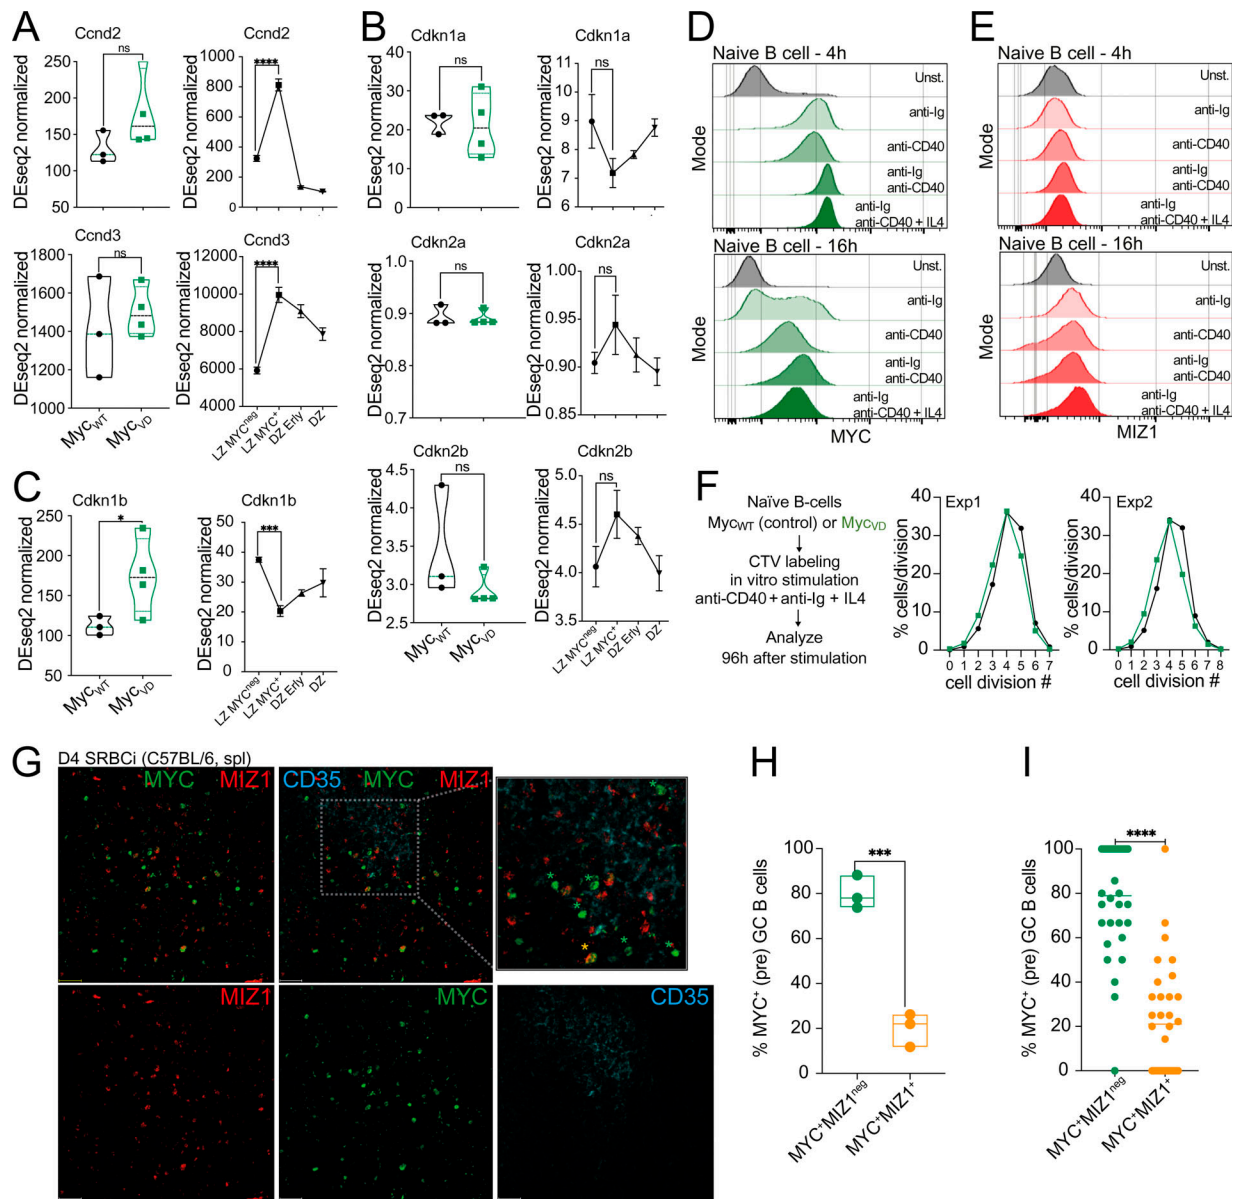 A
Ccnd2
ns
DEseq2 normalized
250
200
150
100
50
Ccnd2
****
DEseq2 normalized
1000
800
600
400
200
0
Ccnd3
ns
DEseq2 normalized
1800
1600
1400
1200
1000
MycWT
MycVD
Ccnd3
****
DEseq2 normalized
12000
10000
8000
6000
4000
LZ MYCneg
LZ MYC+
DZ Erly
DZ
B
Cdkn1a
ns
DEseq2 normalized
40
30
20
10
0
Cdkn1a
ns
DEseq2 normalized
11
10
9
8
7
6
Cdkn2a
ns
DEseq2 normalized
1.0
0.9
0.8
0.7
Cdkn2a
ns
DEseq2 normalized
1.00
0.95
0.90
0.85
Cdkn2b
ns
DEseq2 normalized
4.5
4.0
3.5
3.0
2.5
2.0
MycWT
MycVD
Cdkn2b
ns
DEseq2 normalized
5.0
4.5
4.0
3.5
LZ MYCneg
LZ MYC+
DZ Erly
DZ
C
Cdkn1b
*
DEseq2 normalized
250
200
150
100
50
MycWT
MycVD
Cdkn1b
***
DEseq2 normalized
50
40
30
20
10
0
LZ MYCneg
LZ MYC+
DZ Erly
DZ
D
Naive B cell - 4h
Mode
Unst.
anti-Ig
anti-CD40
anti-Ig
anti-CD40
anti-Ig
anti-CD40 + IL4
Naive B cell - 16h
Mode
Unst.
anti-Ig
anti-CD40
anti-Ig
anti-CD40
anti-Ig
anti-CD40 + IL4
MYC
E
Naive B cell - 4h
Mode
Unst.
anti-Ig
anti-CD40
anti-Ig
anti-CD40
anti-Ig
anti-CD40 + IL4
Naive B cell - 16h
Mode
Unst.
anti-Ig
anti-CD40
anti-Ig
anti-CD40
anti-Ig
anti-CD40 + IL4
MIZ1
F
Naïve B-cells
MycWT (control) or MycVD
CTV labeling
in vitro stimulation
anti-CD40 + anti-Ig + IL4
Analyze
96h after stimulation
Exp1
% cells/division
40
30
20
10
0
0 1 2 3 4 5 6 7
cell division #
Exp2
% cells/division
40
30
20
10
0
0 1 2 3 4 5 6 7 8
cell division #
G
D4 SRBCi (C57BL/6, spl)
MYC MIZ1
CD35 MYC MIZ1
MIZ1
MYC
CD35
H
***
% MYC+ (pre) GC B cells
100
80
60
40
20
0
MYC+MIZ1neg
MYC+MIZ1+
I
****
% MYC+ (pre) GC B cells
100
80
60
40
20
0
MYC+MIZ1neg
MYC+MIZ1+